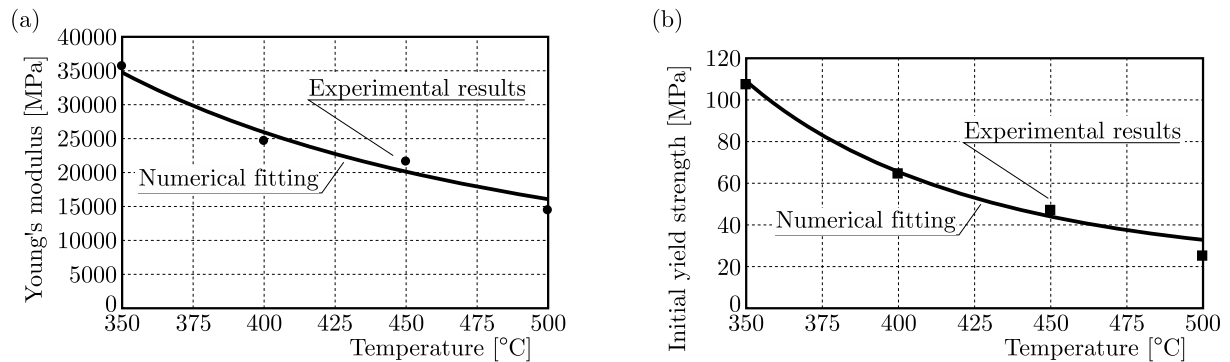 (a)
Young's modulus [MPa]
40000
35000
30000
25000
20000
15000
10000
5000
0
Experimental results
Numerical fitting
350 375 400 425 450 475 500
Temperature [°C]
(b)
Initial yield strength [MPa]
120
100
80
60
40
20
0
Experimental results
Numerical fitting
350 375 400 425 450 475 500
Temperature [°C]